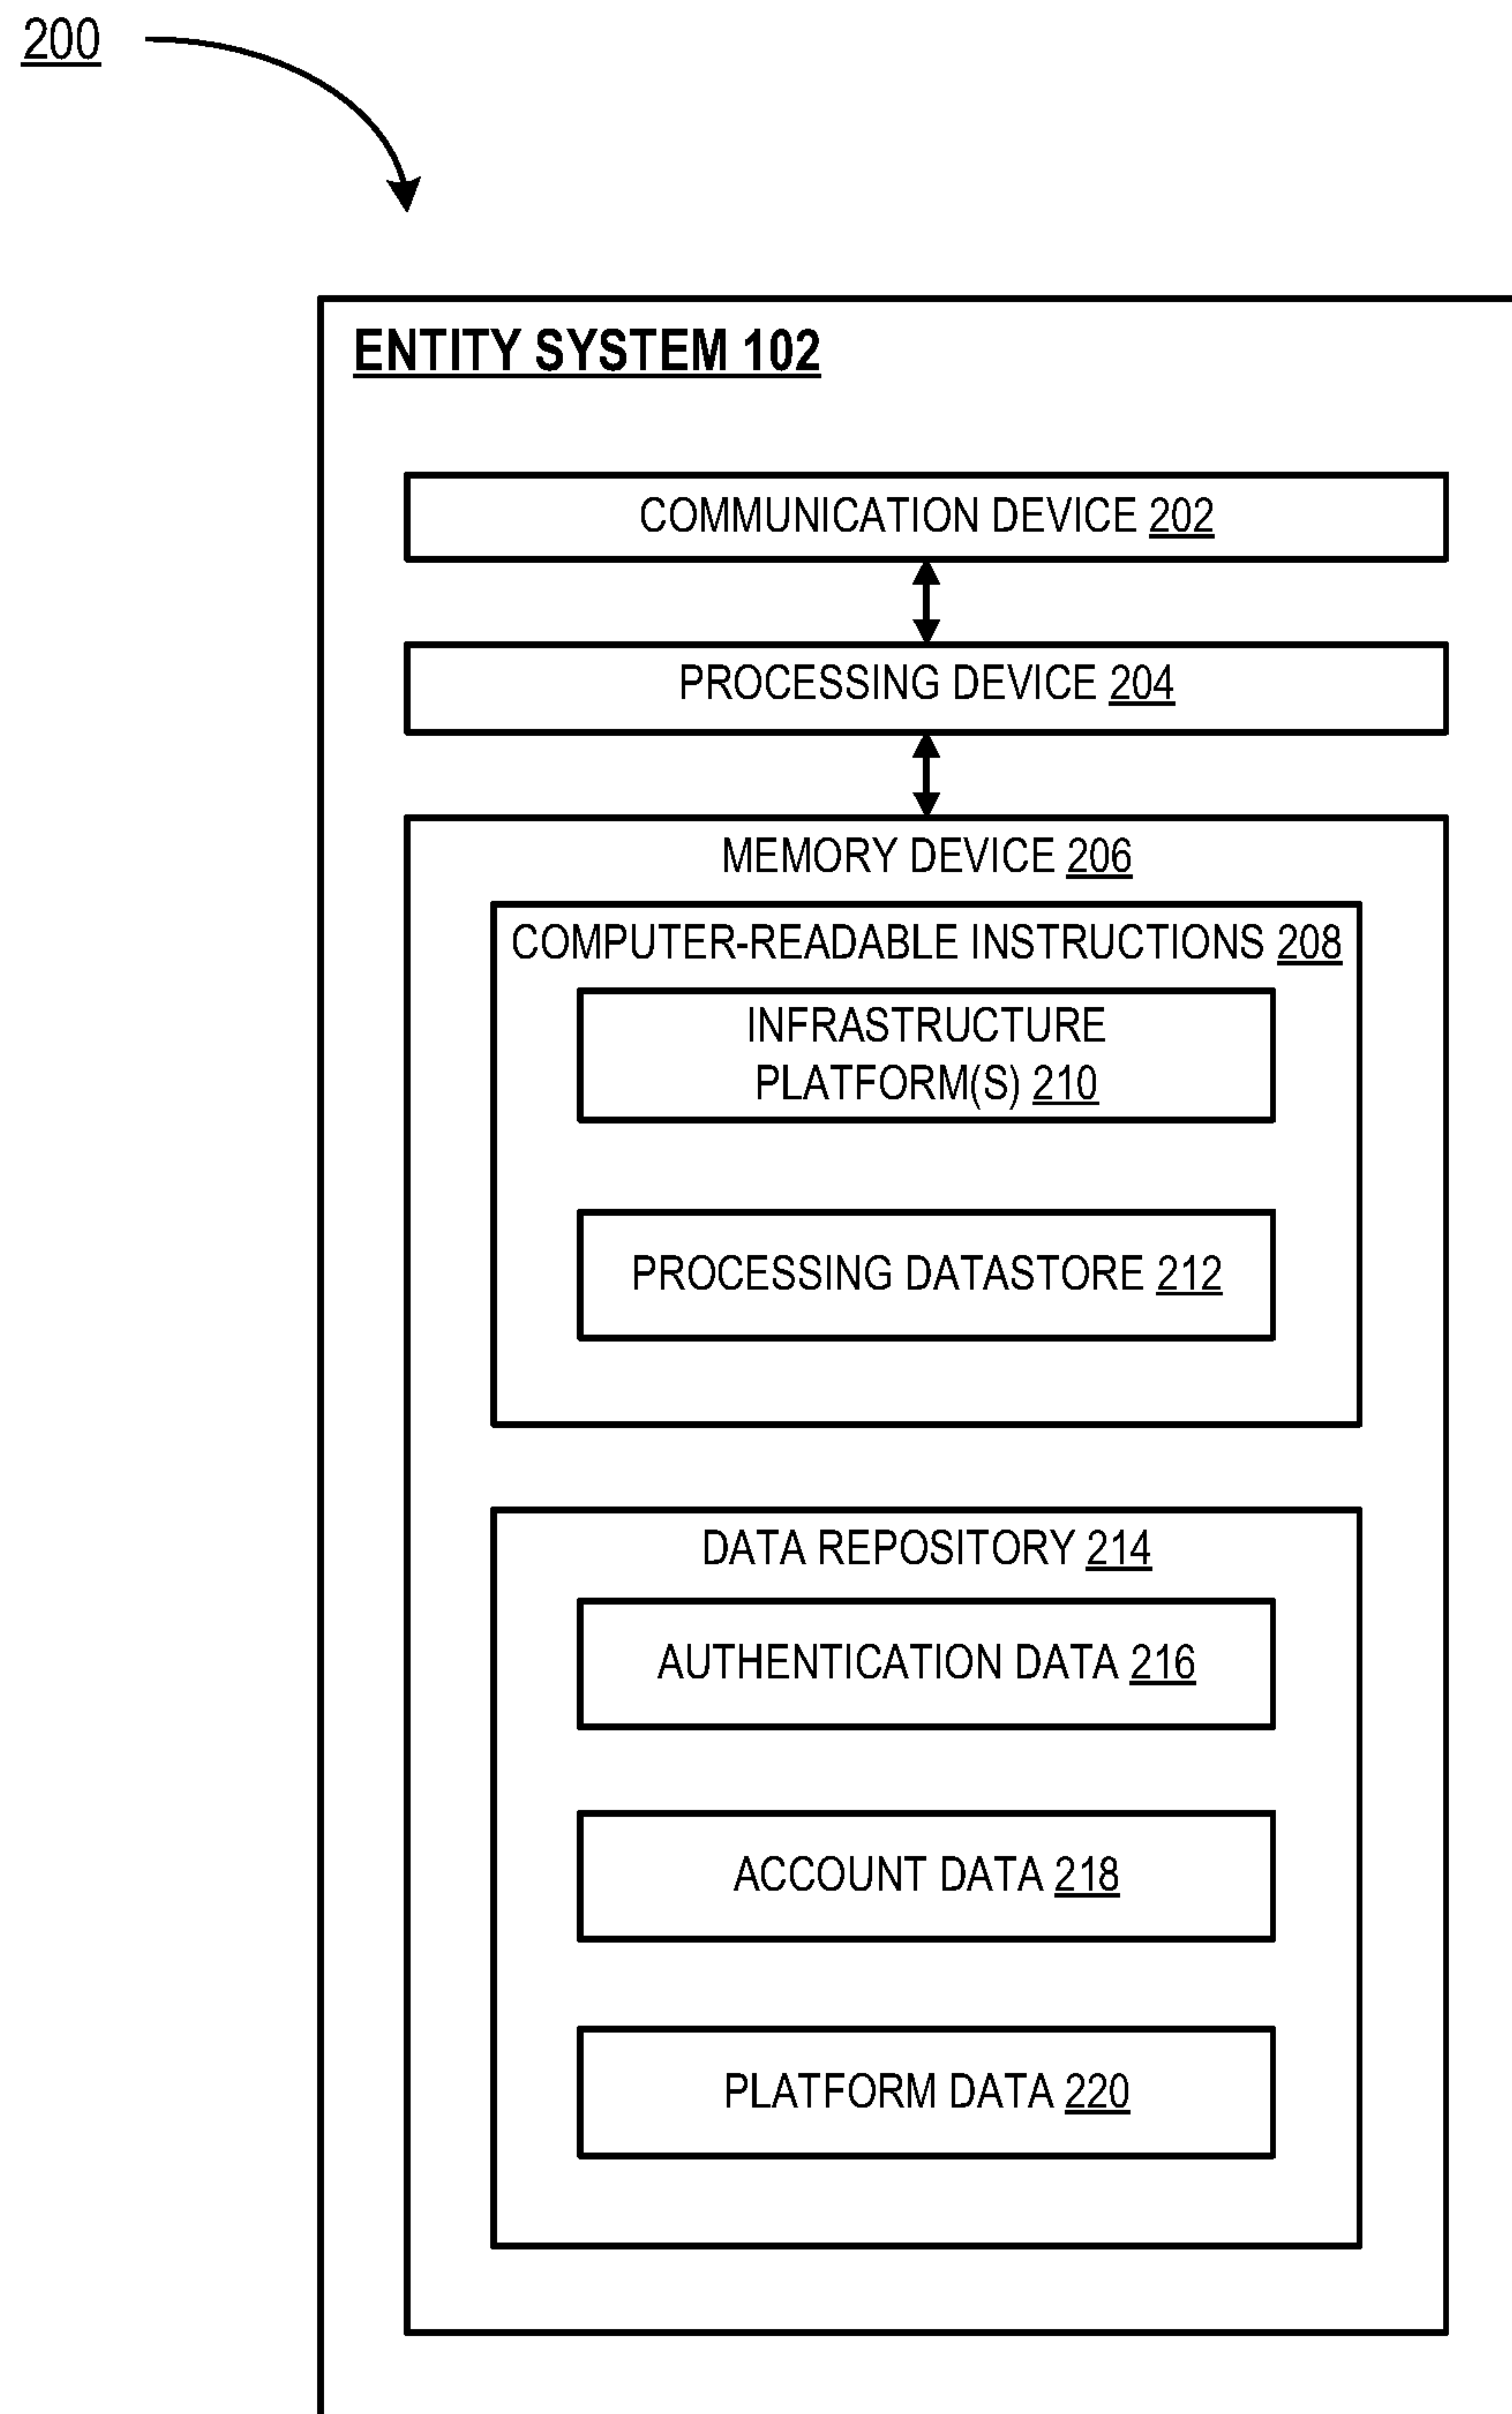 200
ENTITY SYSTEM 102
COMMUNICATION DEVICE 202
PROCESSING DEVICE 204
MEMORY DEVICE 206
COMPUTER-READABLE INSTRUCTIONS 208
INFRASTRUCTURE
PLATFORM(S) 210
PROCESSING DATASTORE 212
DATA REPOSITORY 214
AUTHENTICATION DATA 216
ACCOUNT DATA 218
PLATFORM DATA 220